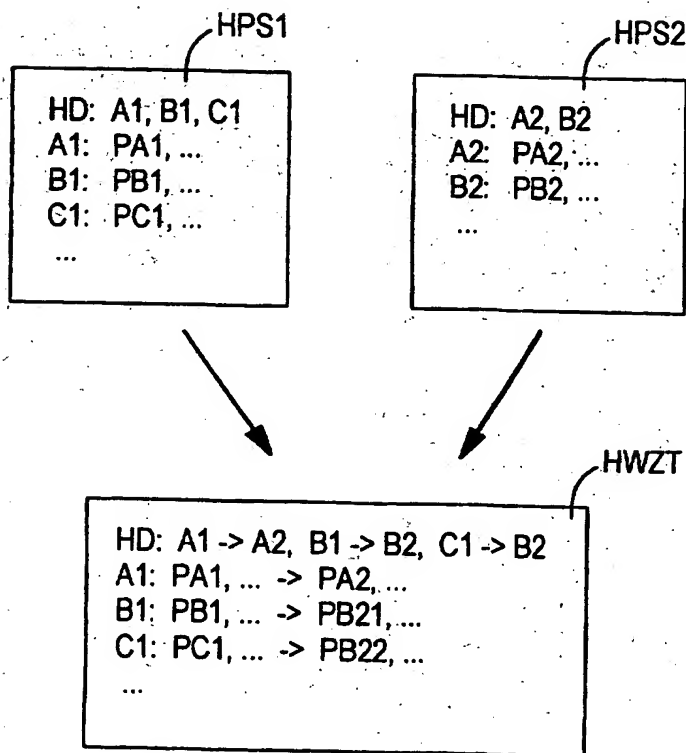 HPS1
HD: A1, B1, C1
A1: PA1, ...
B1: PB1, ...
C1: PC1, ...
...
HPS2
HD: A2, B2
A2: PA2, ...
B2: PB2, ...
...
HWZT
HD: A1 -> A2, B1 -> B2, C1 -> B2
A1: PA1, ... -> PA2, ...
B1: PB1, ... -> PB21, ...
C1: PC1, ... -> PB22, ...
...